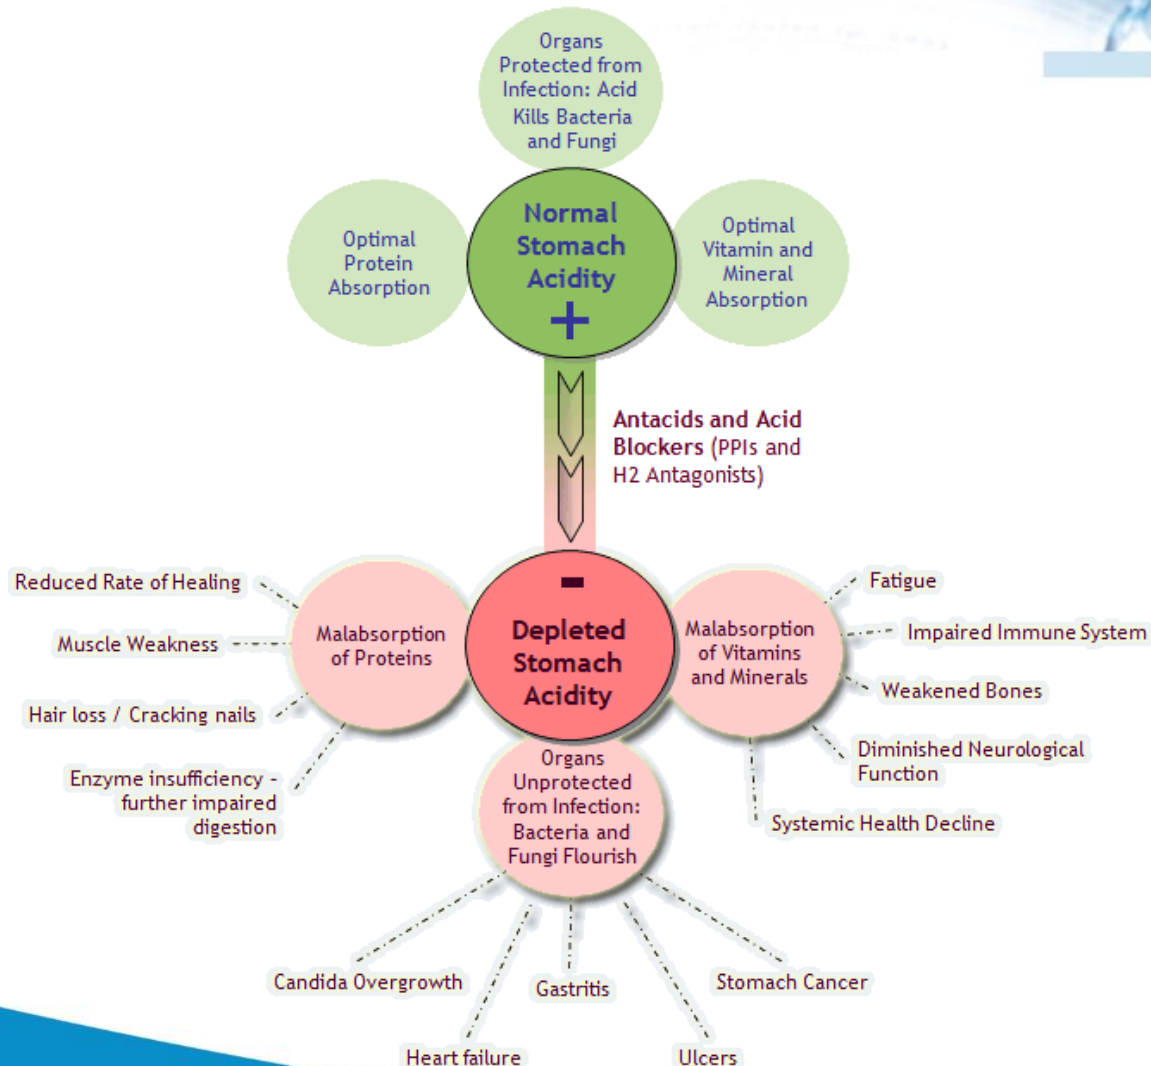 Organs
Protected from
Infection: Acid
Kills Bacteria
and Fungi
Normal
Stomach
Acidity
+
Optimal
Protein
Absorption
Optimal
Vitamin and
Mineral
Absorption
Antacids and Acid
Blockers (PPIs and
H2 Antagonists)
-
Depleted
Stomach
Acidity
Malabsorption
of Proteins
Reduced Rate of Healing
Muscle Weakness
Hair loss / Cracking nails
Enzyme insufficiency -
further impaired
digestion
Malabsorption
of Vitamins
and Minerals
Fatigue
Impaired Immune System
Weakened Bones
Diminished Neurological
Function
Systemic Health Decline
Organs
Unprotected
from Infection:
Bacteria and
Fungi Flourish
Candida Overgrowth
Heart failure
Gastritis
Ulcers
Stomach Cancer